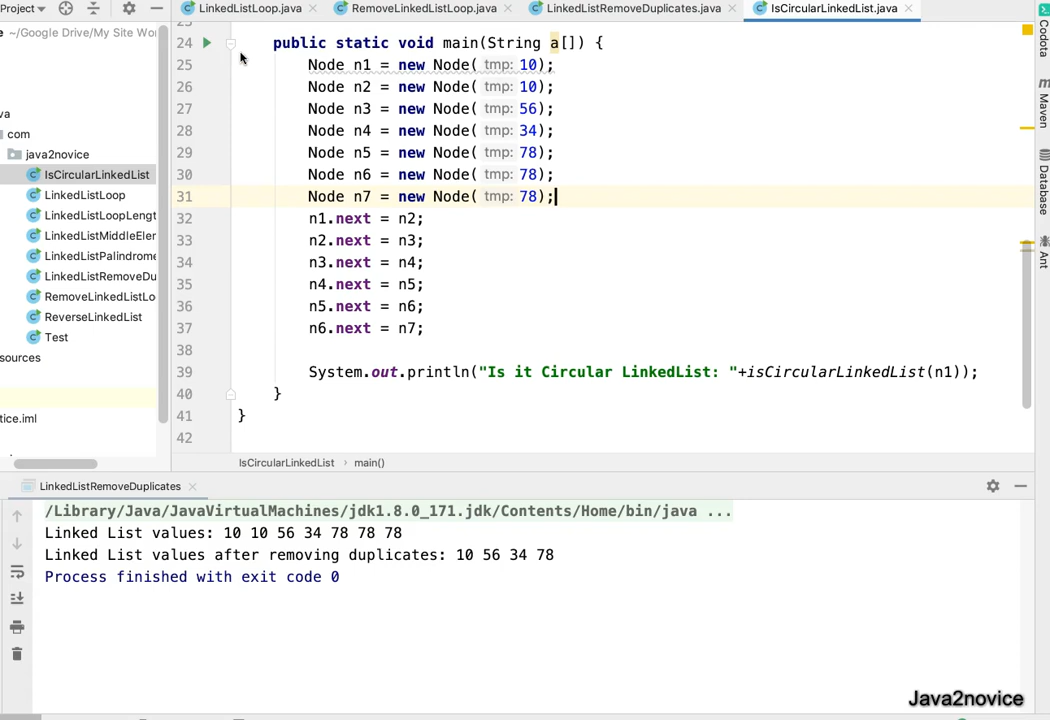 Project
LinkedListLoop.java
RemoveLinkedListLoop.java
LinkedListRemoveDuplicates.java
IsCircularLinkedList.java
e ~/Google Drive/My Site Wor
va
com
java2novice
IsCircularLinkedList
LinkedListLoop
LinkedListLoopLengt
LinkedListMiddleEler
LinkedListPalindrome
LinkedListRemoveDu
RemoveLinkedListLo
ReverseLinkedList
Test
sources
tice.iml
24 public static void main(String a[]) {
25 Node n1 = new Node( tmp: 10);
26 Node n2 = new Node( tmp: 10);
27 Node n3 = new Node( tmp: 56);
28 Node n4 = new Node( tmp: 34);
29 Node n5 = new Node( tmp: 78);
30 Node n6 = new Node( tmp: 78);
31 Node n7 = new Node( tmp: 78);
32 n1.next = n2;
33 n2.next = n3;
34 n3.next = n4;
35 n4.next = n5;
36 n5.next = n6;
37 n6.next = n7;
38
39 System.out.println("Is it Circular LinkedList: "+isCircularLinkedList(n1));
40 }
41 }
42
IsCircularLinkedList › main()
Codota
Maven
Database
Ant
LinkedListRemoveDuplicates
/Library/Java/JavaVirtualMachines/jdk1.8.0_171.jdk/Contents/Home/bin/java ...
Linked List values: 10 10 56 34 78 78 78
Linked List values after removing duplicates: 10 56 34 78
Process finished with exit code 0
Java2novice